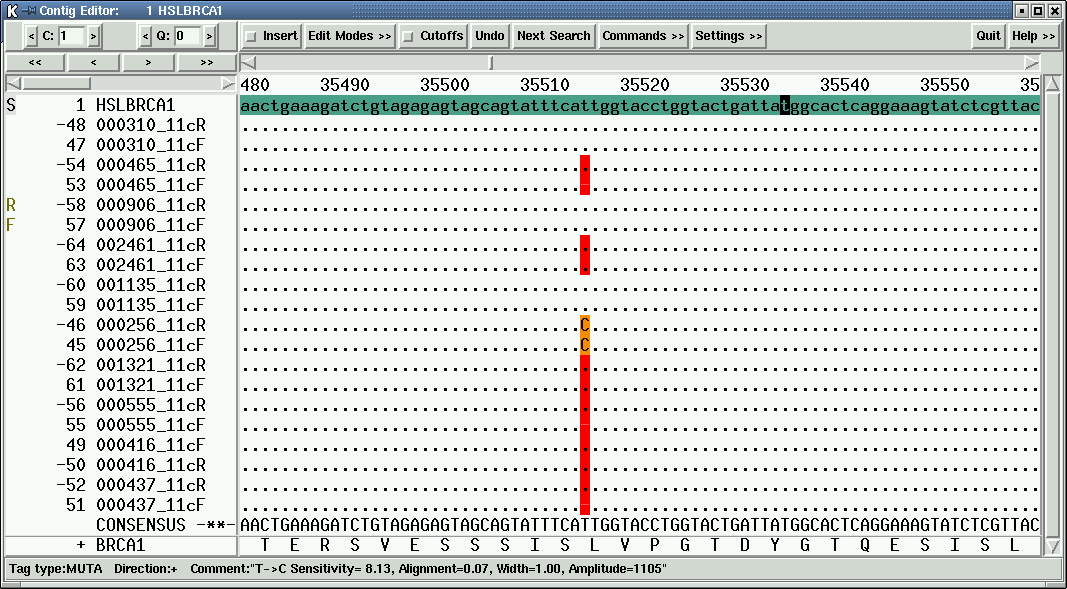 Contig Editor: 1 HSLBRCA1
< C: 1 > < Q: 0 > Insert Edit Modes >> Cutoffs Undo Next Search Commands >> Settings >> Quit Help >>
<< < > >>
480 35490 35500 35510 35520 35530 35540 35550 35
S 1 HSLBRCA1 aactgaaagatctgtagagagtagcagtatttcattggtacctggtactgattatggcactcaggaaagtatctcgttac
-48 000310_11cR
47 000310_11cF
-54 000465_11cR
53 000465_11cF
R -58 000906_11cR
F 57 000906_11cF
-64 002461_11cR
63 002461_11cF
-60 001135_11cR
59 001135_11cF
-46 000256_11cR C
45 000256_11cF C
-62 001321_11cR
61 001321_11cF
-56 000555_11cR
55 000555_11cF
49 000416_11cF
-50 000416_11cR
-52 000437_11cR
51 000437_11cF
CONSENSUS -**- AACTGAAAGATCTGTAGAGAGTAGCAGTATTTCATTGGTACCTGGTACTGATTATGGCACTCAGGAAAGTATCTCGTTAC
+ BRCA1 T E R S V E S S S I S L V P G T D Y G T Q E S I S L
Tag type:MUTA Direction:+ Comment:"T->C Sensitivity= 8.13, Alignment=0.07, Width=1.00, Amplitude=1105"